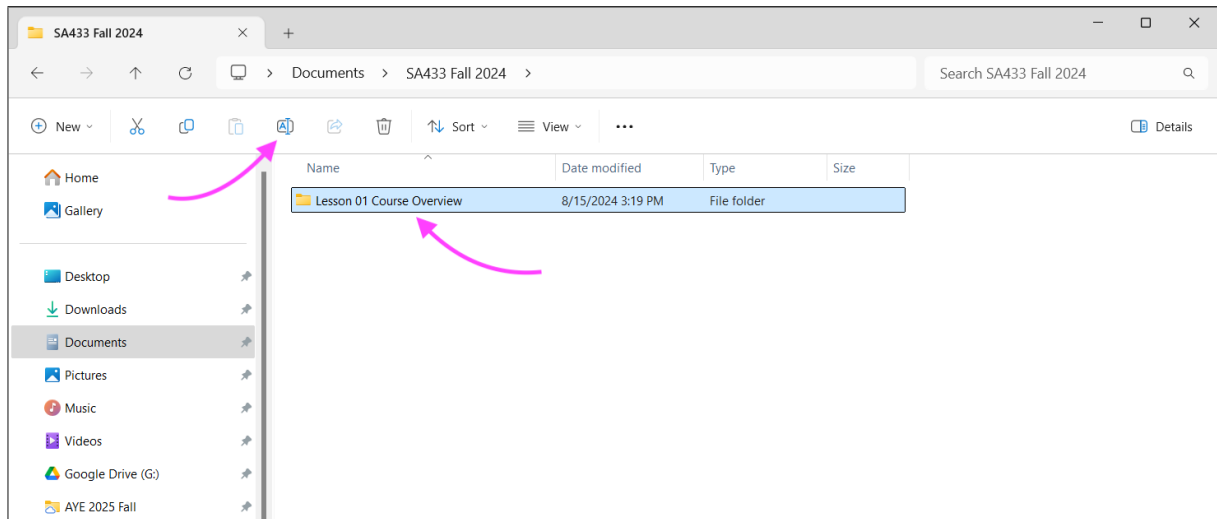 SA433 Fall 2024
Documents > SA433 Fall 2024 >
Search SA433 Fall 2024
New
Sort
View
Details
Name Date modified Type Size
Lesson 01 Course Overview 8/15/2024 3:19 PM File folder
Home
Gallery
Desktop
Downloads
Documents
Pictures
Music
Videos
Google Drive (G:)
AYE 2025 Fall